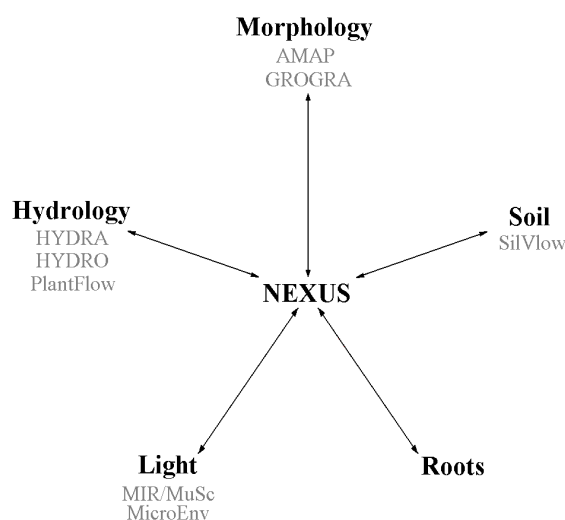 Morphology
AMAP
GROGRA
Hydrology
HYDRA
HYDRO
PlantFlow
Soil
SilVlow
NEXUS
Light
MIR/MuSc
MicroEnv
Roots